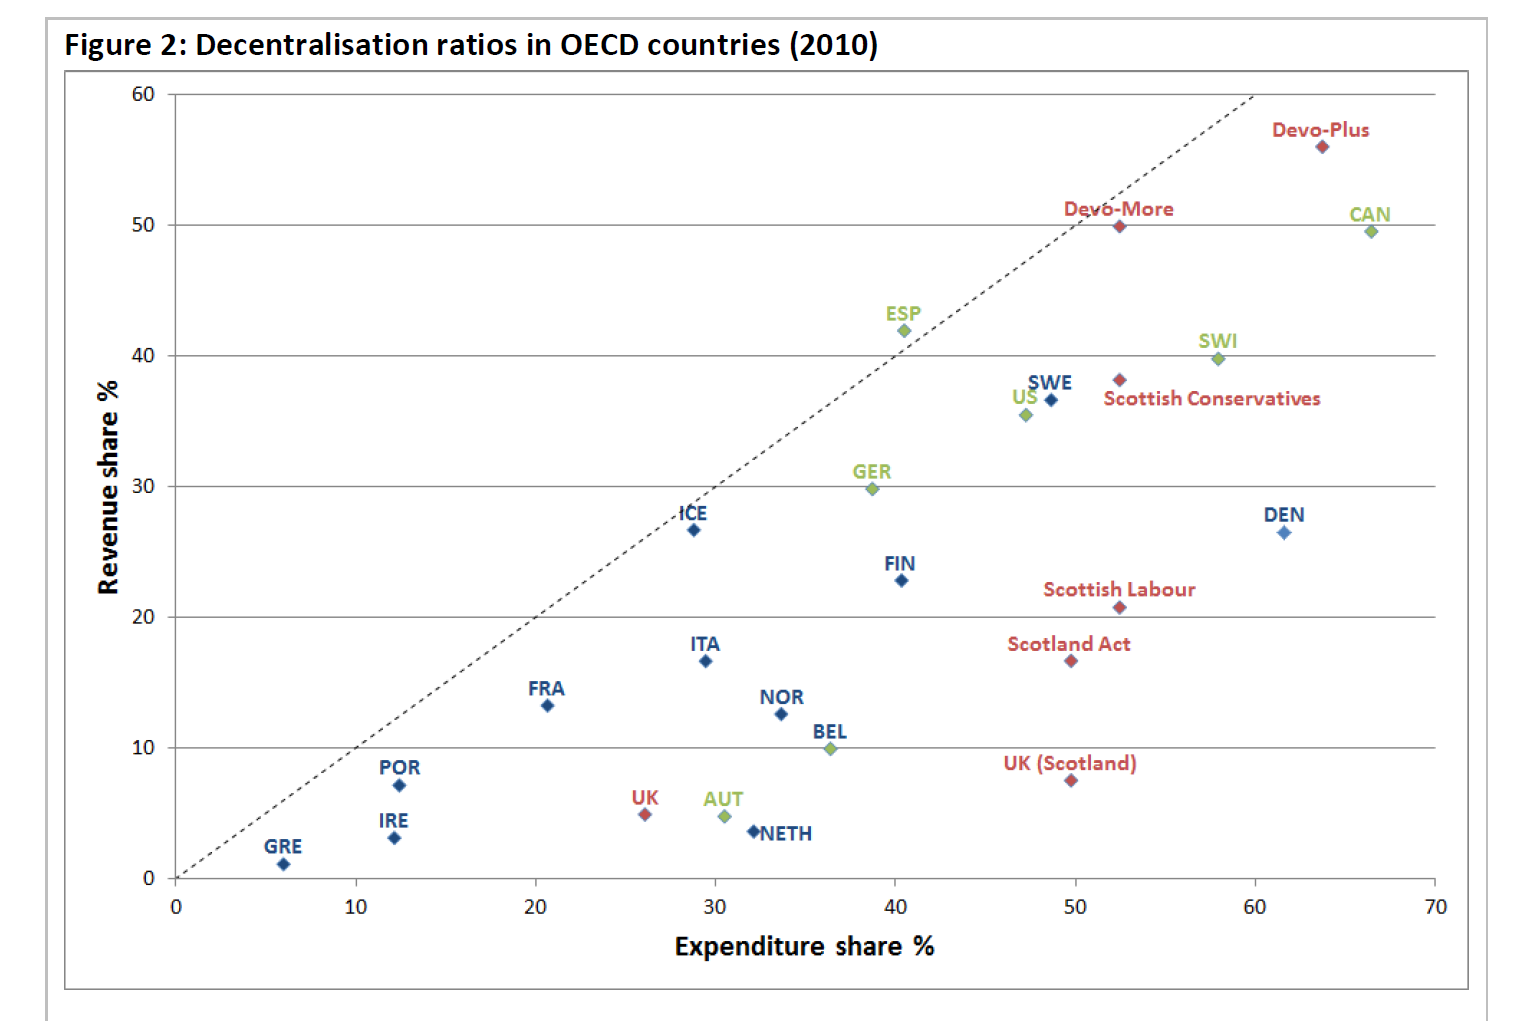 Figure 2: Decentralisation ratios in OECD countries (2010)
60
Devo-Plus
50
Devo-More
CAN
ESP
40
SWI
SWE
US
Scottish Conservatives
Revenue share %
GER
30
ICE
DEN
FIN
Scottish Labour
20
ITA
Scotland Act
FRA
NOR
BEL
10
POR
UK (Scotland)
UK
AUT
IRE
NETH
GRE
0
0 10 20 30 40 50 60 70
Expenditure share %